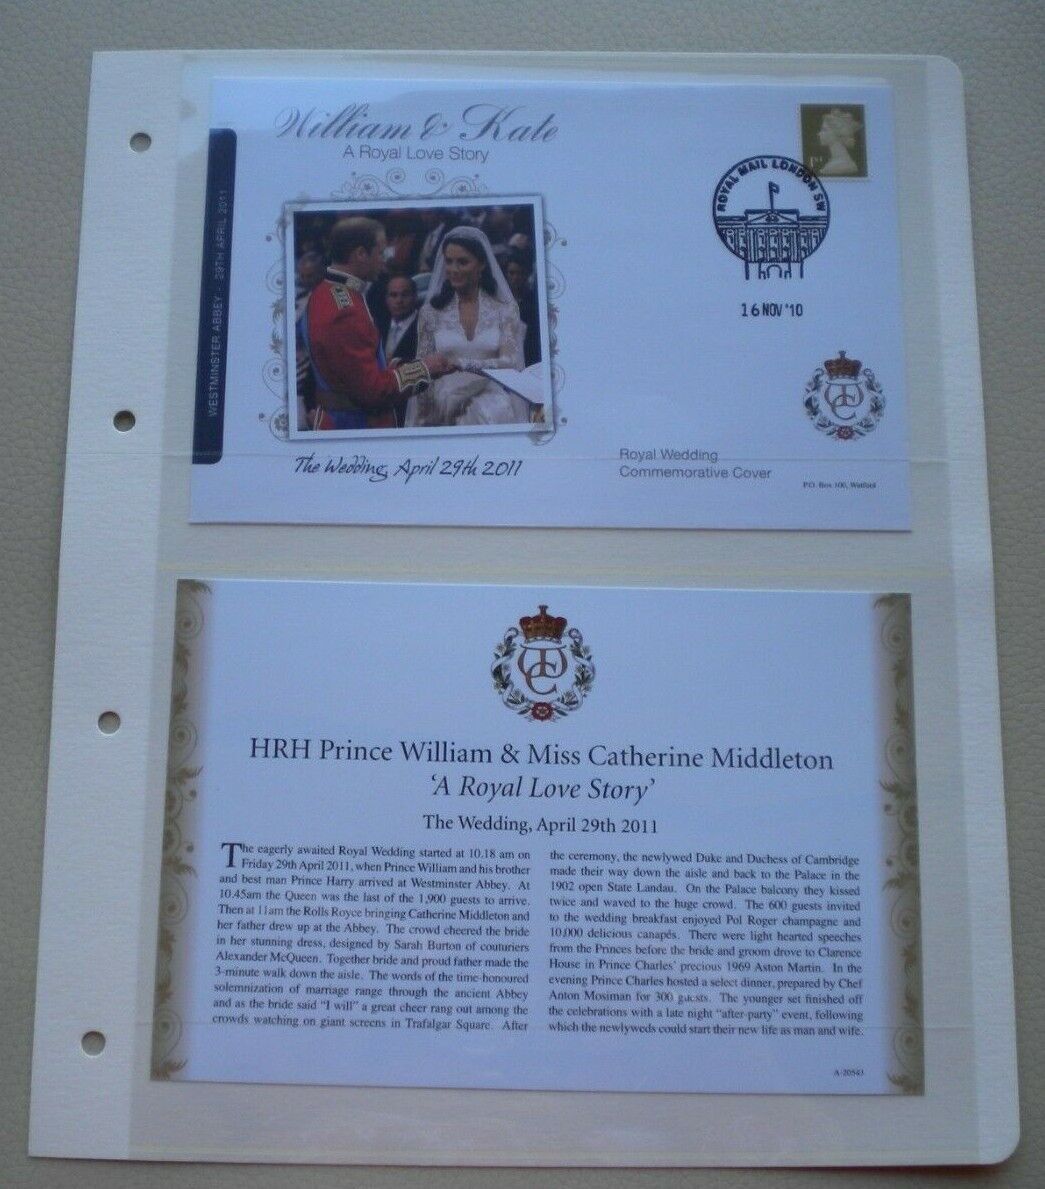 William & Kate
A Royal Love Story
WESTMINSTER ABBEY - 29TH APRIL 2011
1ST
ROYAL MAIL LONDON SW
16 NOV '10
The Wedding, April 29th 2011
Royal Wedding
Commemorative Cover
P.O. Box 100, Watford
HRH Prince William & Miss Catherine Middleton
'A Royal Love Story'
The Wedding, April 29th 2011
The eagerly awaited Royal Wedding started at 10.18 am on
Friday 29th April 2011, when Prince William and his brother
and best man Prince Harry arrived at Westminster Abbey. At
10.45am the Queen was the last of the 1,900 guests to arrive.
Then at 11am the Rolls Royce bringing Catherine Middleton and
her father drew up at the Abbey. The crowd cheered the bride
in her stunning dress, designed by Sarah Burton of couturiers
Alexander McQueen. Together bride and proud father made the
3-minute walk down the aisle. The words of the time-honoured
solemnization of marriage range through the ancient Abbey
and as the bride said "I will" a great cheer rang out among the
crowds watching on giant screens in Trafalgar Square. After
the ceremony, the newlywed Duke and Duchess of Cambridge
made their way down the aisle and back to the Palace in the
1902 open State Landau. On the Palace balcony they kissed
twice and waved to the huge crowd. The 600 guests invited
to the wedding breakfast enjoyed Pol Roger champagne and
10,000 delicious canapés. There were light hearted speeches
from the Princes before the bride and groom drove to Clarence
House in Prince Charles' precious 1969 Aston Martin. In the
evening Prince Charles hosted a select dinner, prepared by Chef
Anton Mosiman for 300 guests. The younger set finished off
the celebrations with a late night "after-party" event, following
which the newlyweds could start their new life as man and wife.
A-20543